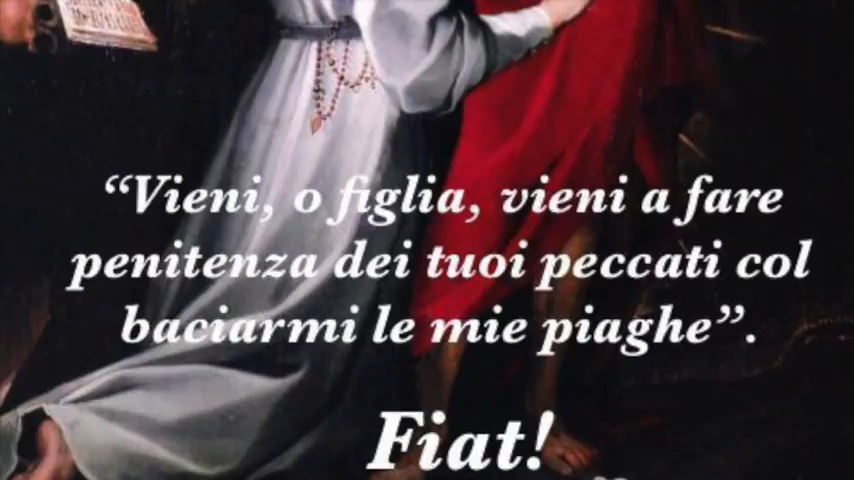 “Vieni, o figlia, vieni a fare
penitenza dei tuoi peccati col
baciarmi le mie piaghe”.
Fiat!